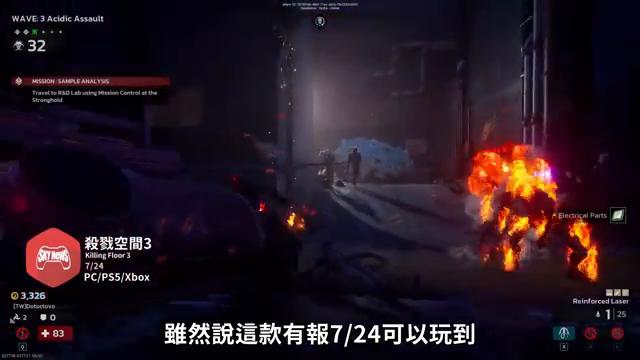 WAVE: 3 Acidic Assault
32
MISSION: SAMPLE ANALYSIS
Travel to R&D Lab using Mission Control at the
Stronghold
Electrical Parts
殺戮空間3
Killing Floor 3
SKY NEWS
7/24
PC/PS5/Xbox
3,326
[TW]Dotoctovo
2
0
83
Reinforced Laser
1 | 25
雖然說這款有報7/24可以玩到